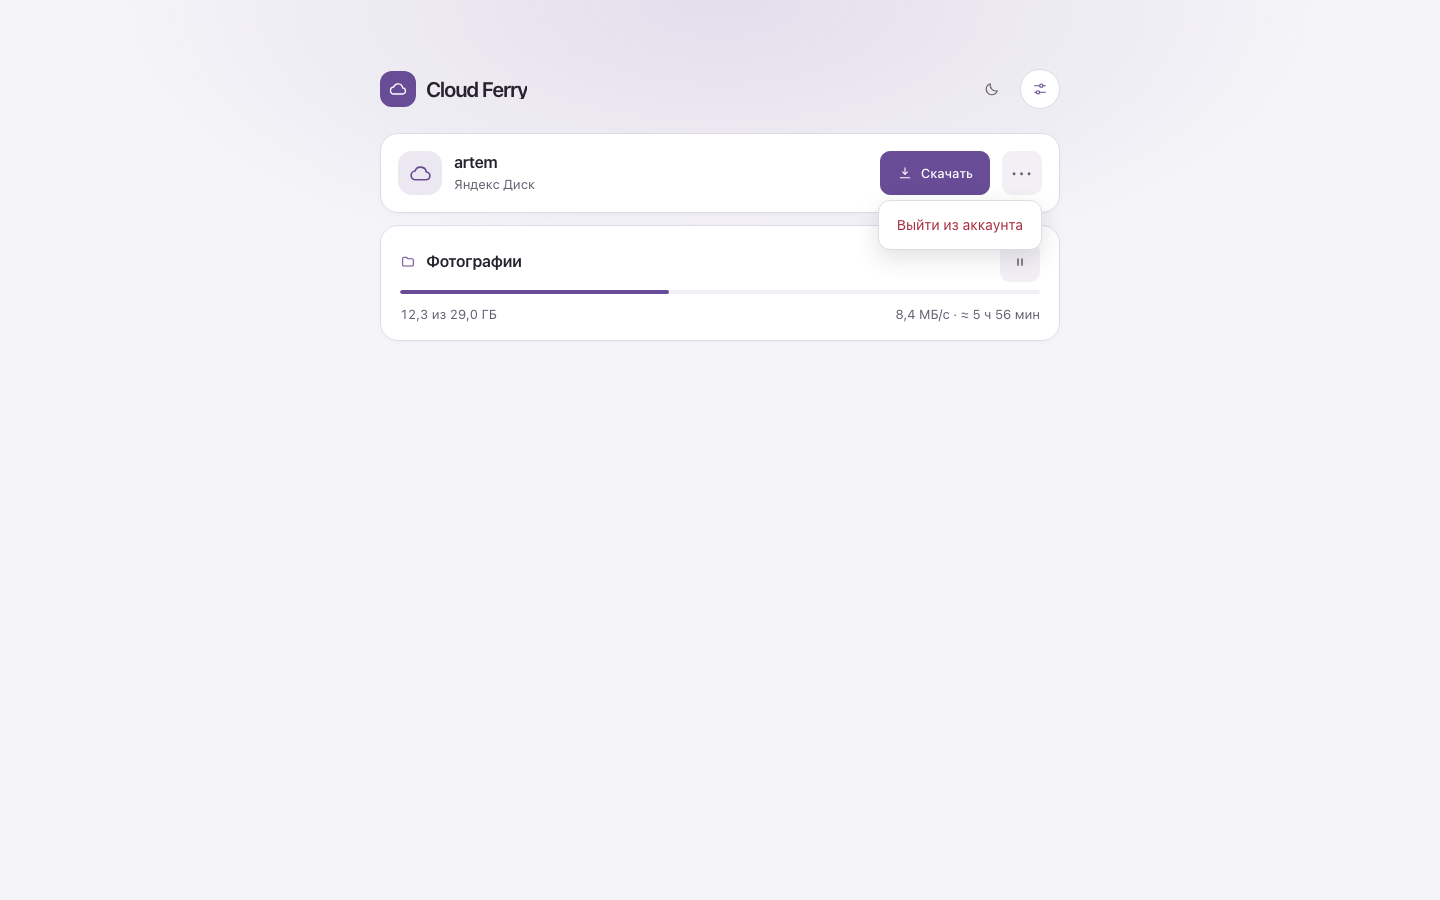 Cloud Ferry
artem
Яндекс Диск
Скачать
Выйти из аккаунта
Фотографии
12,3 из 29,0 ГБ
8,4 МБ/с · ≈ 5 ч 56 мин